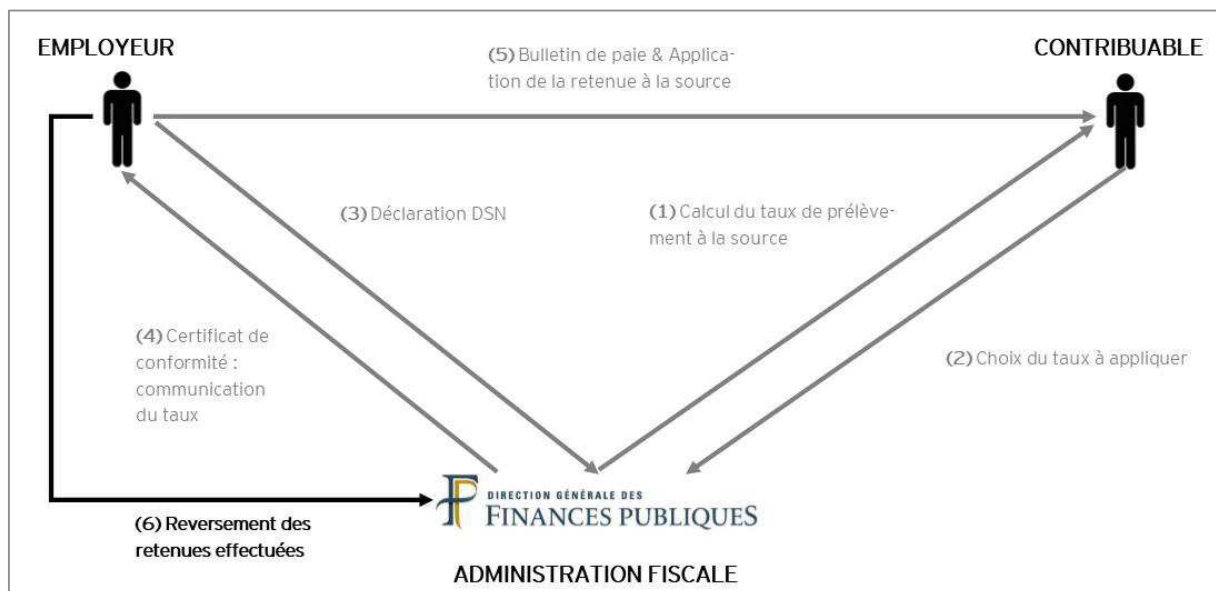 EMPLOYEUR
CONTRIBUABLE
(5) Bulletin de paie & Applica-
tion de la retenue à la source
(3) Déclaration DSN
(1) Calcul du taux de prélève-
ment à la source
(4) Certificat de
conformité :
communication
du taux
(2) Choix du taux à appliquer
DIRECTION GÉNÉRALE DES
FINANCES PUBLIQUES
(6) Reversement des
retenues effectuées
ADMINISTRATION FISCALE